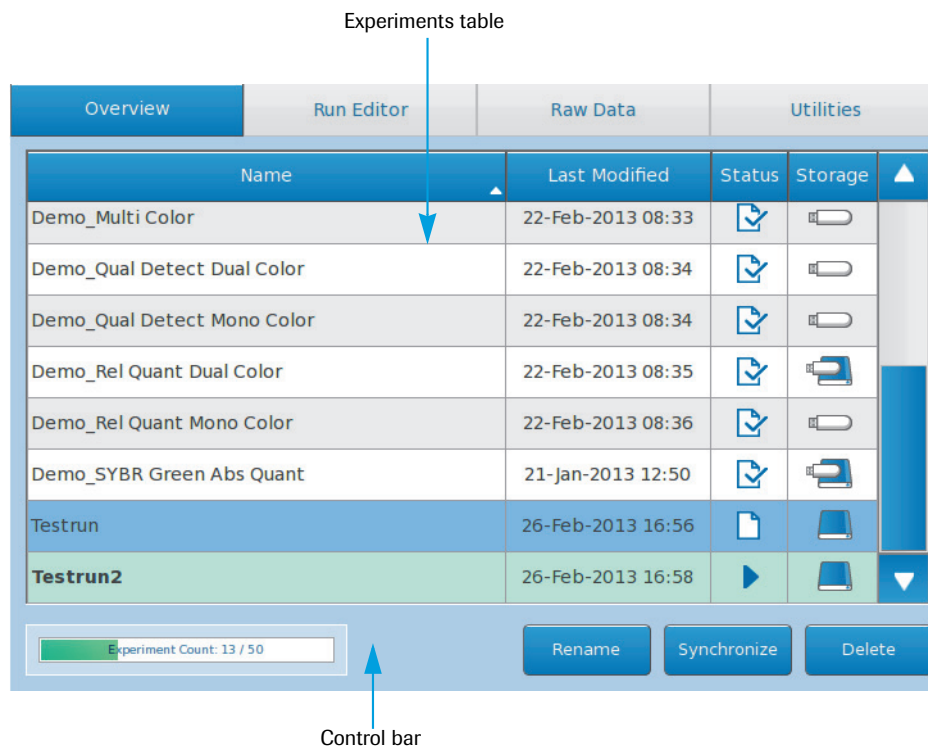 Experiments table
Overview Run Editor Raw Data Utilities
Name Last Modified Status Storage
Demo_Multi Color 22-Feb-2013 08:33
Demo_Qual Detect Dual Color 22-Feb-2013 08:34
Demo_Qual Detect Mono Color 22-Feb-2013 08:34
Demo_Rel Quant Dual Color 22-Feb-2013 08:35
Demo_Rel Quant Mono Color 22-Feb-2013 08:36
Demo_SYBR Green Abs Quant 21-Jan-2013 12:50
Testrun 26-Feb-2013 16:56
Testrun2 26-Feb-2013 16:58
Experiment Count: 13 / 50 Rename Synchronize Delete
Control bar